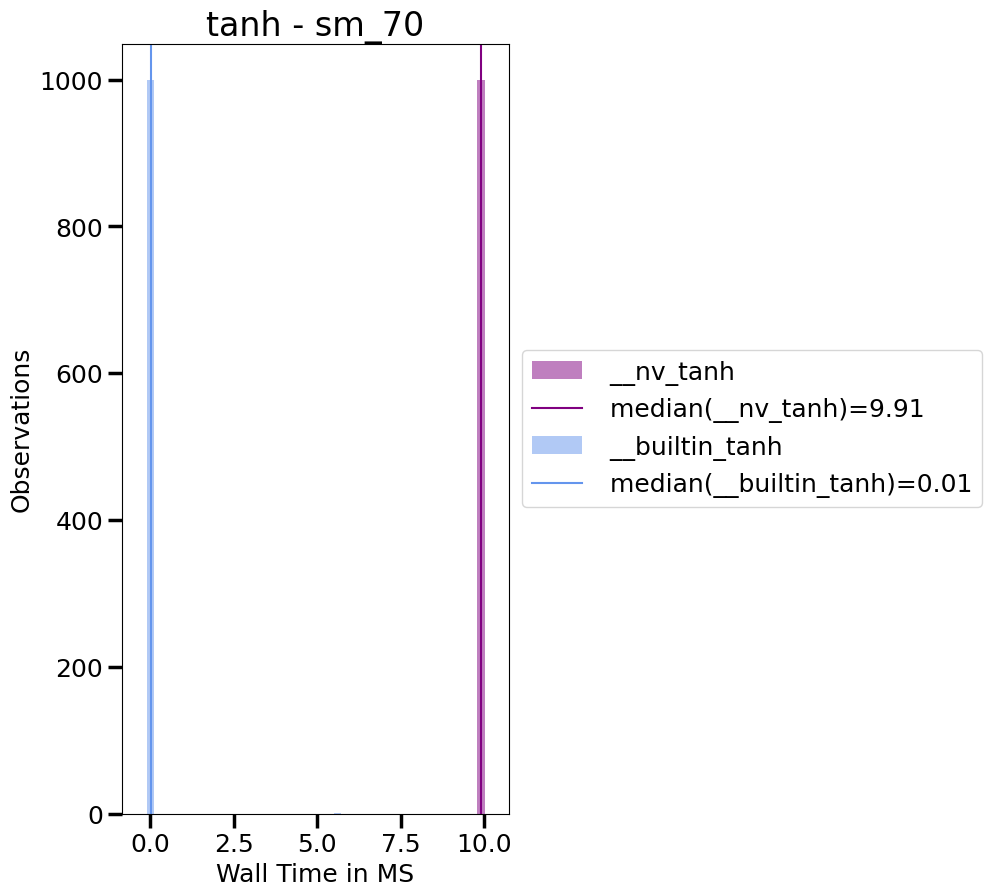 tanh - sm_70
1000
800
600
400
200
0
Observations
0.0 2.5 5.0 7.5 10.0
Wall Time in MS
__nv_tanh
median(__nv_tanh)=9.91
__builtin_tanh
median(__builtin_tanh)=0.01